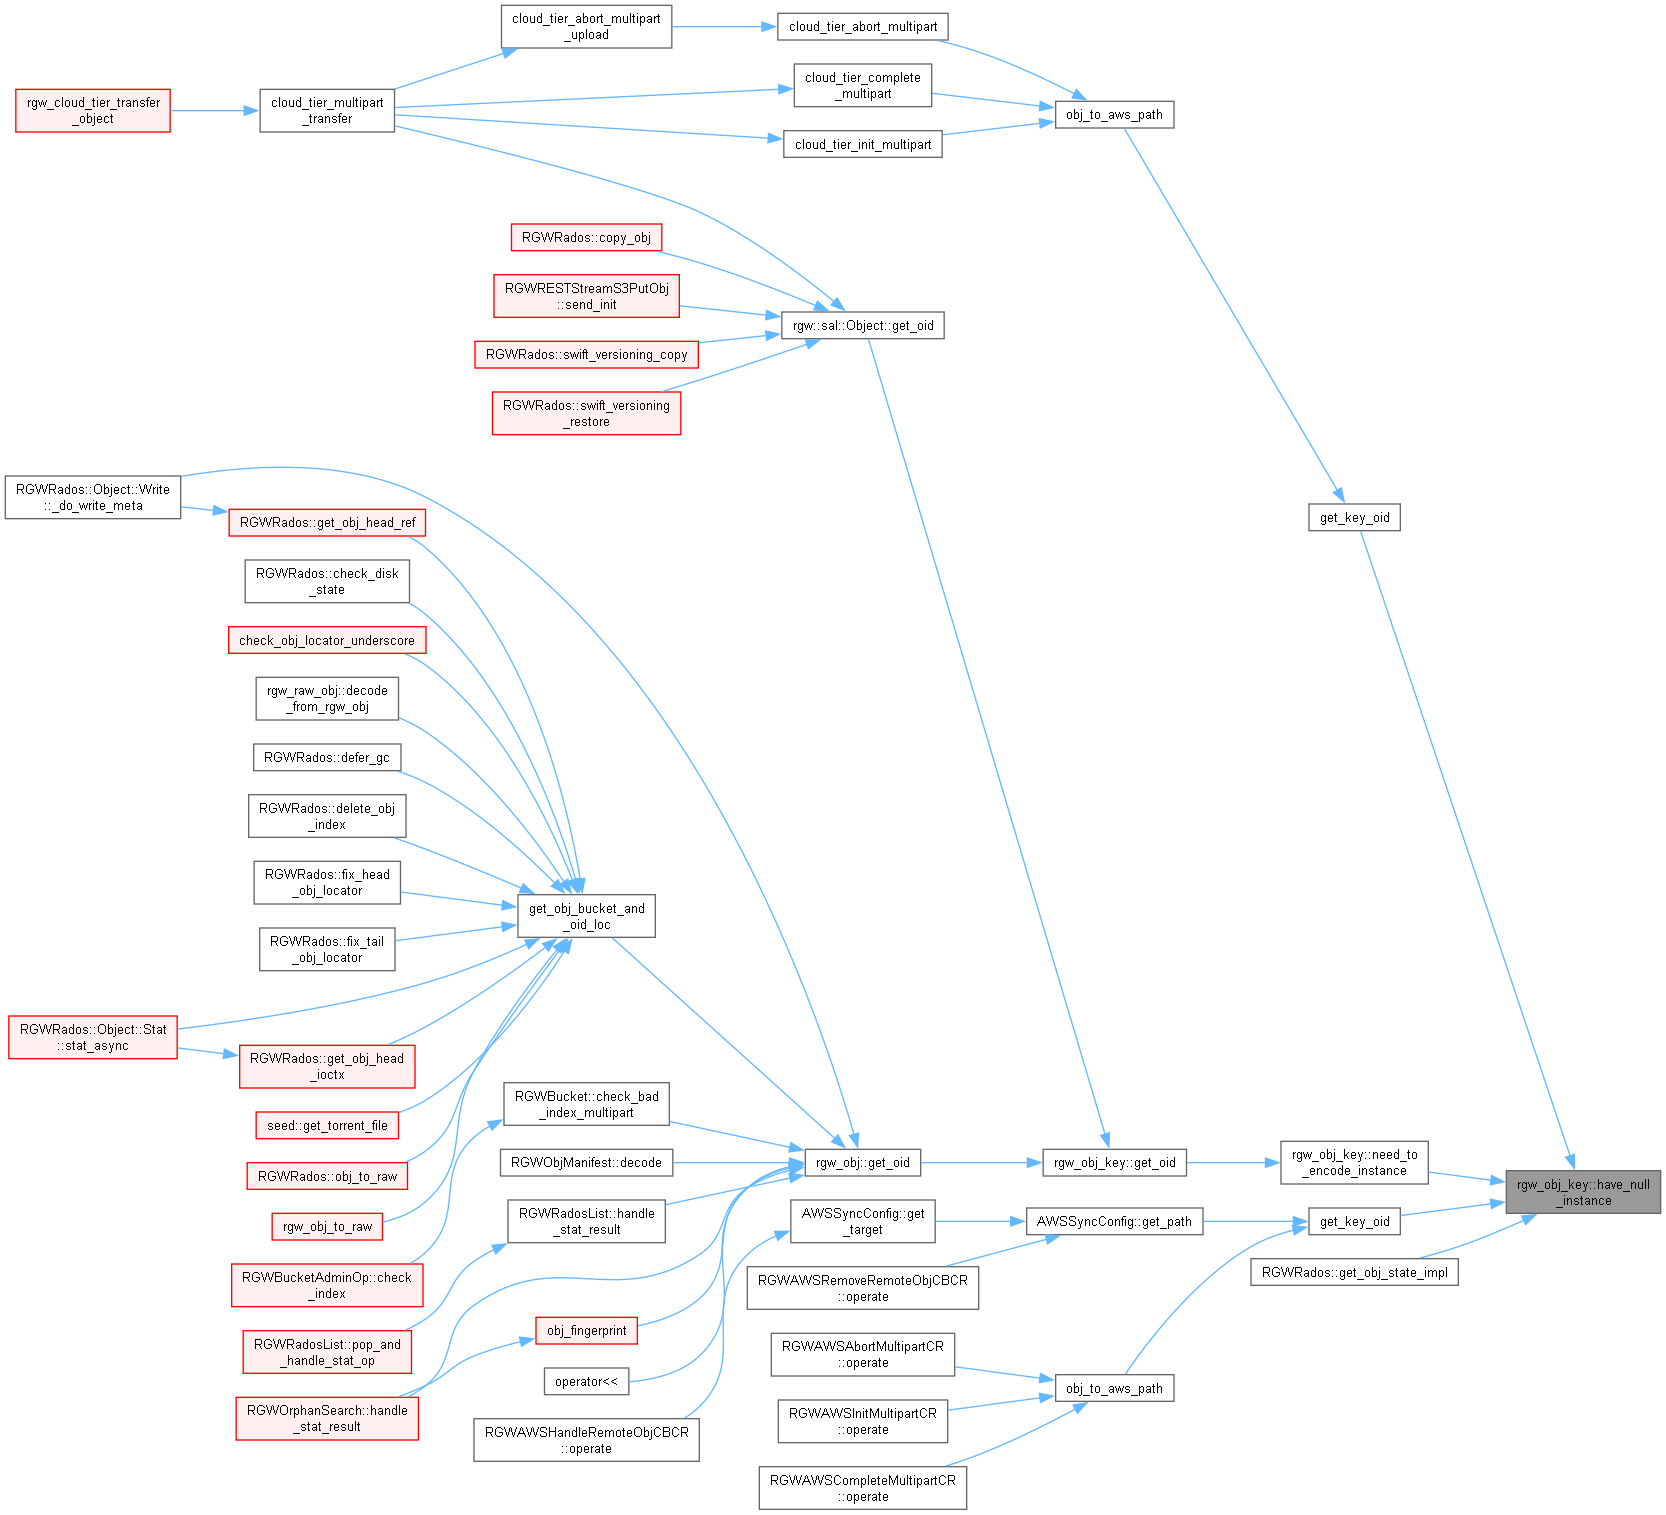 cloud_tier_abort_multipart
_upload
cloud_tier_abort_multipart
cloud_tier_complete
_multipart
rgw_cloud_tier_transfer
_object
cloud_tier_multipart
_transfer
obj_to_aws_path
cloud_tier_init_multipart
RGWRados::copy_obj
RGWRESTStreamS3PutObj
::send_init
rgw::sal::Object::get_oid
RGWRados::swift_versioning_copy
RGWRados::swift_versioning
_restore
RGWRados::Object::Write
::_do_write_meta
RGWRados::get_obj_head_ref
get_key_oid
RGWRados::check_disk
_state
check_obj_locator_underscore
rgw_raw_obj::decode
_from_rgw_obj
RGWRados::defer_gc
RGWRados::delete_obj
_index
RGWRados::fix_head
_obj_locator
get_obj_bucket_and
_oid_loc
RGWRados::fix_tail
_obj_locator
RGWRados::Object::Stat
::stat_async
RGWRados::get_obj_head
_ioctx
seed::get_torrent_file
RGWBucket::check_bad
_index_multipart
RGWRados::obj_to_raw
RGWObjManifest::decode
rgw_obj::get_oid
rgw_obj_key::get_oid
rgw_obj_key::need_to
_encode_instance
rgw_obj_key::have_null
_instance
rgw_obj_to_raw
RGWRadosList::handle
_stat_result
AWSSyncConfig::get
_target
AWSSyncConfig::get_path
get_key_oid
RGWBucketAdminOp::check
_index
RGWAWSRemoveRemoteObjCBCR
::operate
RGWRados::get_obj_state_impl
RGWRadosList::pop_and
_handle_stat_op
obj_fingerprint
RGWAWSAbortMultipartCR
::operate
operator<<
obj_to_aws_path
RGWOrphanSearch::handle
_stat_result
RGWAWSInitMultipartCR
::operate
RGWAWSHandleRemoteObjCBCR
::operate
RGWAWSCompleteMultipartCR
::operate